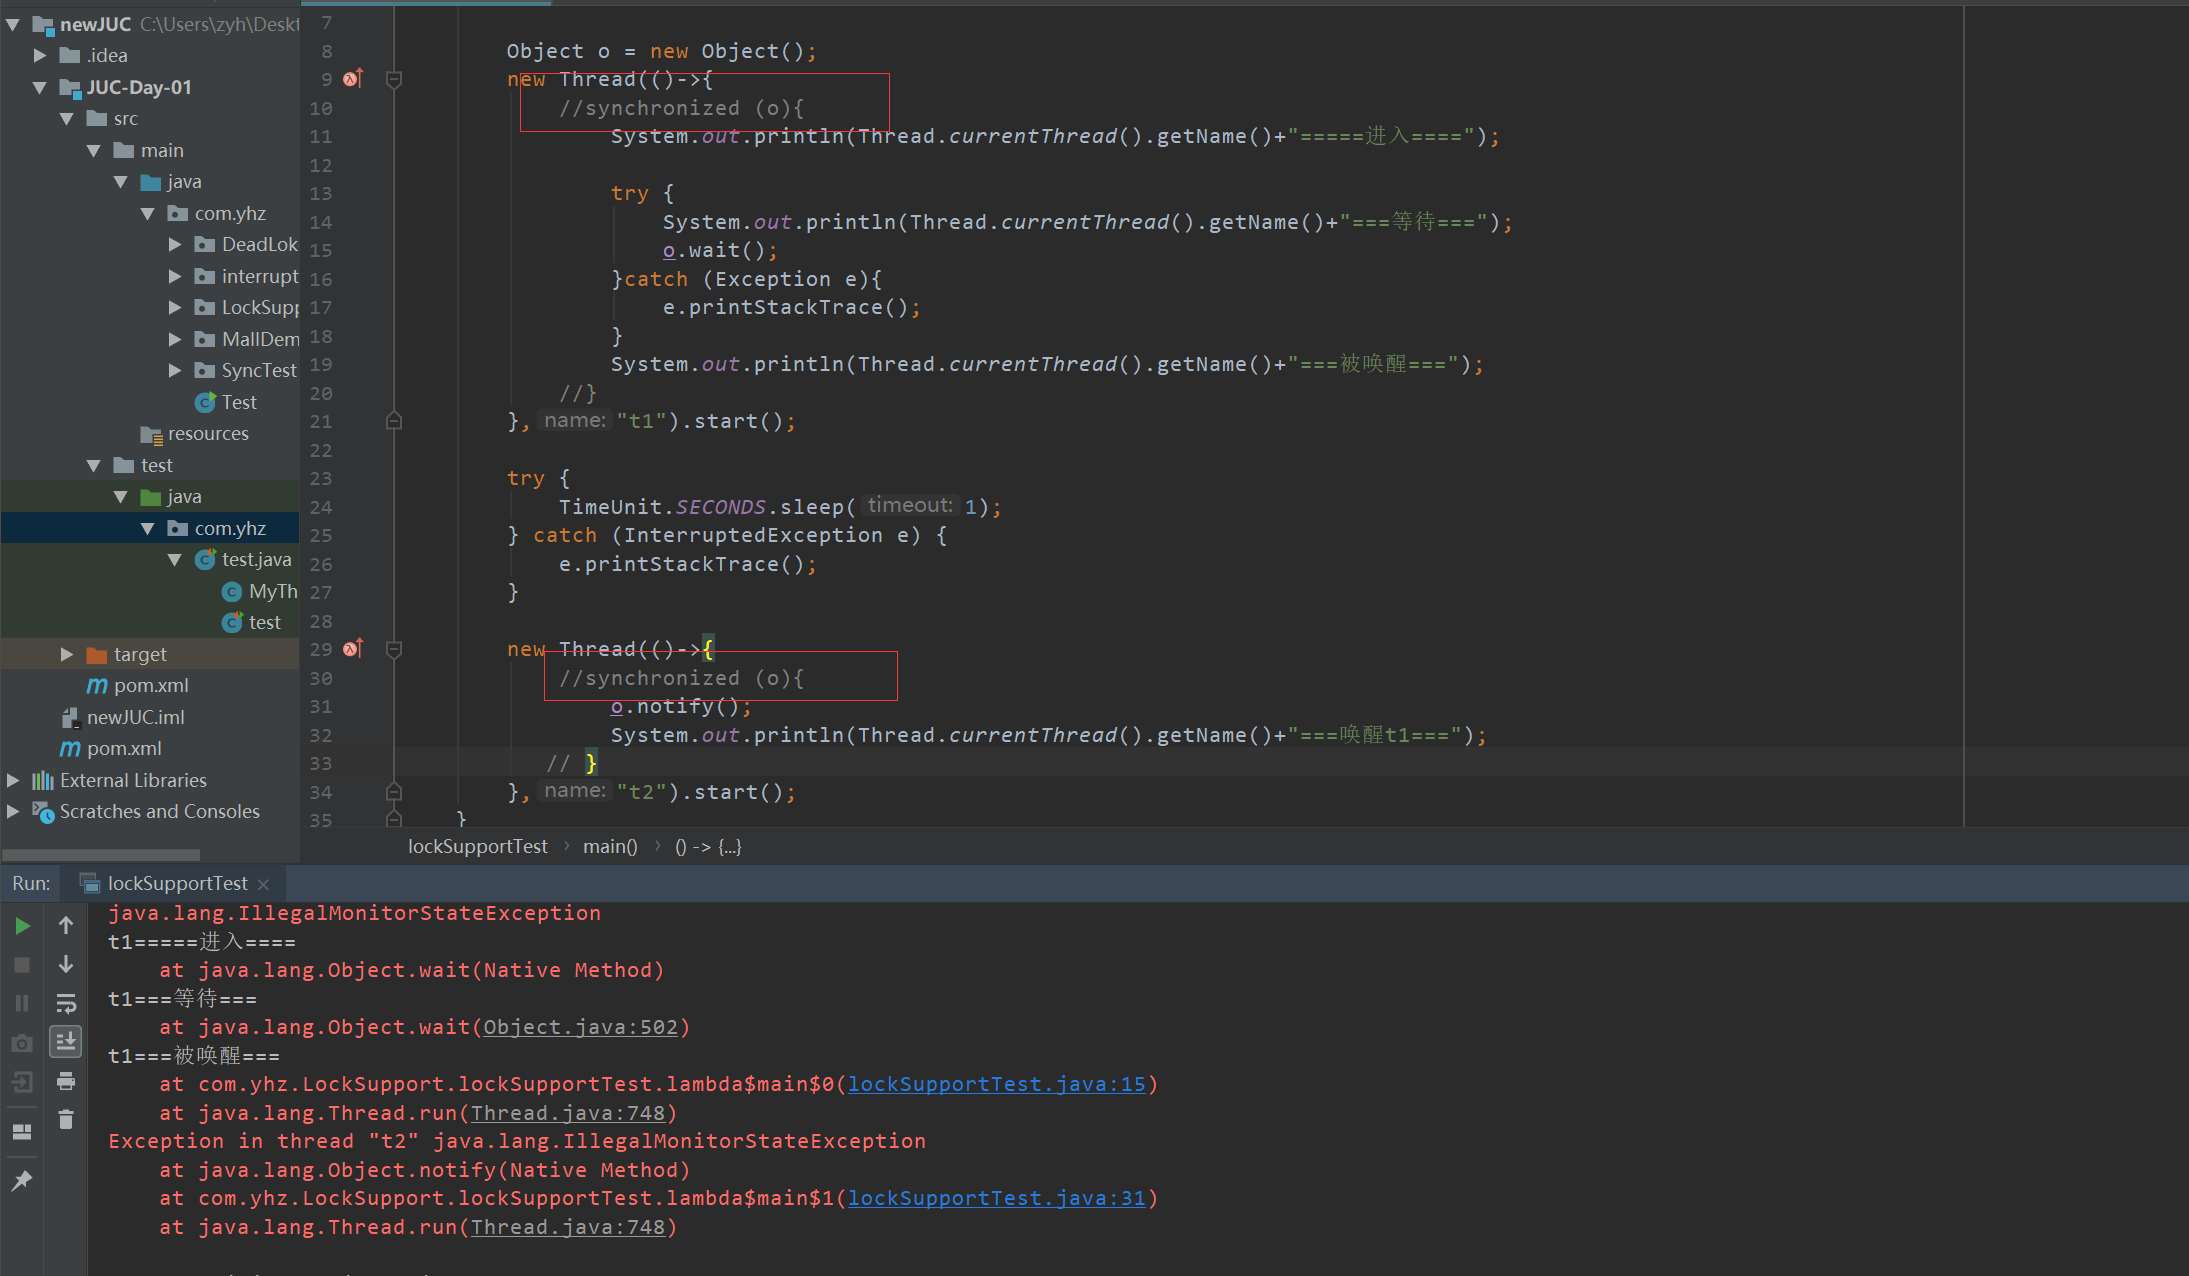 newJUC C:\Users\zyh\Deskt
.idea
JUC-Day-01
src
main
java
com.yhz
DeadLok
interrupt
LockSupp
MallDem
SyncTest
Test
resources
test
java
com.yhz
test.java
MyTh
test
target
pom.xml
newJUC.iml
pom.xml
External Libraries
Scratches and Consoles
7
8 Object o = new Object();
9 new Thread(()->{
10 //synchronized (o){
11 System.out.println(Thread.currentThread().getName()+"=====进入====");
12
13 try {
14 System.out.println(Thread.currentThread().getName()+"===等待===");
15 o.wait();
16 }catch (Exception e){
17 e.printStackTrace();
18 }
19 System.out.println(Thread.currentThread().getName()+"===被唤醒===");
20 //}
21 }, name: "t1").start();
22
23 try {
24 TimeUnit.SECONDS.sleep( timeout: 1);
25 } catch (InterruptedException e) {
26 e.printStackTrace();
27 }
28
29 new Thread(()->{
30 //synchronized (o){
31 o.notify();
32 System.out.println(Thread.currentThread().getName()+"===唤醒t1===");
33 // }
34 }, name: "t2").start();
35 }
lockSupportTest › main() › () -> {...}
Run: lockSupportTest ×
java.lang.IllegalMonitorStateException
t1=====进入====
at java.lang.Object.wait(Native Method)
t1===等待===
at java.lang.Object.wait(Object.java:502)
t1===被唤醒===
at com.yhz.LockSupport.lockSupportTest.lambda$main$0(lockSupportTest.java:15)
at java.lang.Thread.run(Thread.java:748)
Exception in thread "t2" java.lang.IllegalMonitorStateException
at java.lang.Object.notify(Native Method)
at com.yhz.LockSupport.lockSupportTest.lambda$main$1(lockSupportTest.java:31)
at java.lang.Thread.run(Thread.java:748)